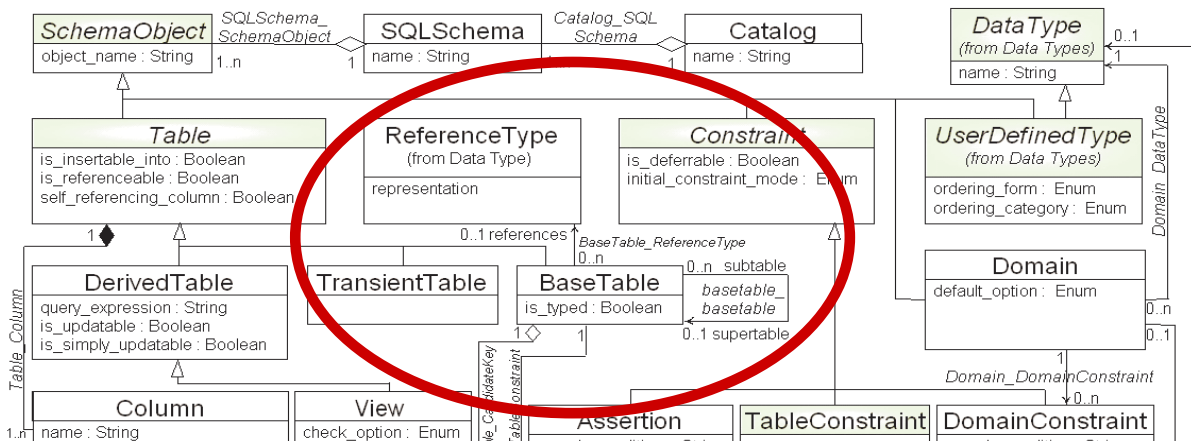 SchemaObject
object_name : String
SQLSchema_
SchemaObject
1..n
1
SQLSchema
name : String
Catalog_SQL
Schema
1
Catalog
name : String
DataType
(from Data Types)
name : String
0..1
1
Table
is_insertable_into : Boolean
is_referenceable : Boolean
self_referencing_column : Boolean
ReferenceType
(from Data Type)
representation
Constraint
is_deferrable : Boolean
initial_constraint_mode : Enum
UserDefinedType
(from Data Types)
ordering_form : Enum
ordering_category : Enum
Domain_DataType
1
0..1 references
BaseTable_ReferenceType
0..n
DerivedTable
query_expression : String
is_updatable : Boolean
is_simply_updatable : Boolean
TransientTable
BaseTable
is_typed : Boolean
0..n subtable
basetable_
basetable
0..1 supertable
Domain
default_option : Enum
0..n
0..1
1
1
1
Table_Column
Domain_DomainConstraint
0..n
1..n
Column
name : String
View
check_option : Enum
le_CandidateKey
TableConstraint
Assertion
TableConstraint
DomainConstraint